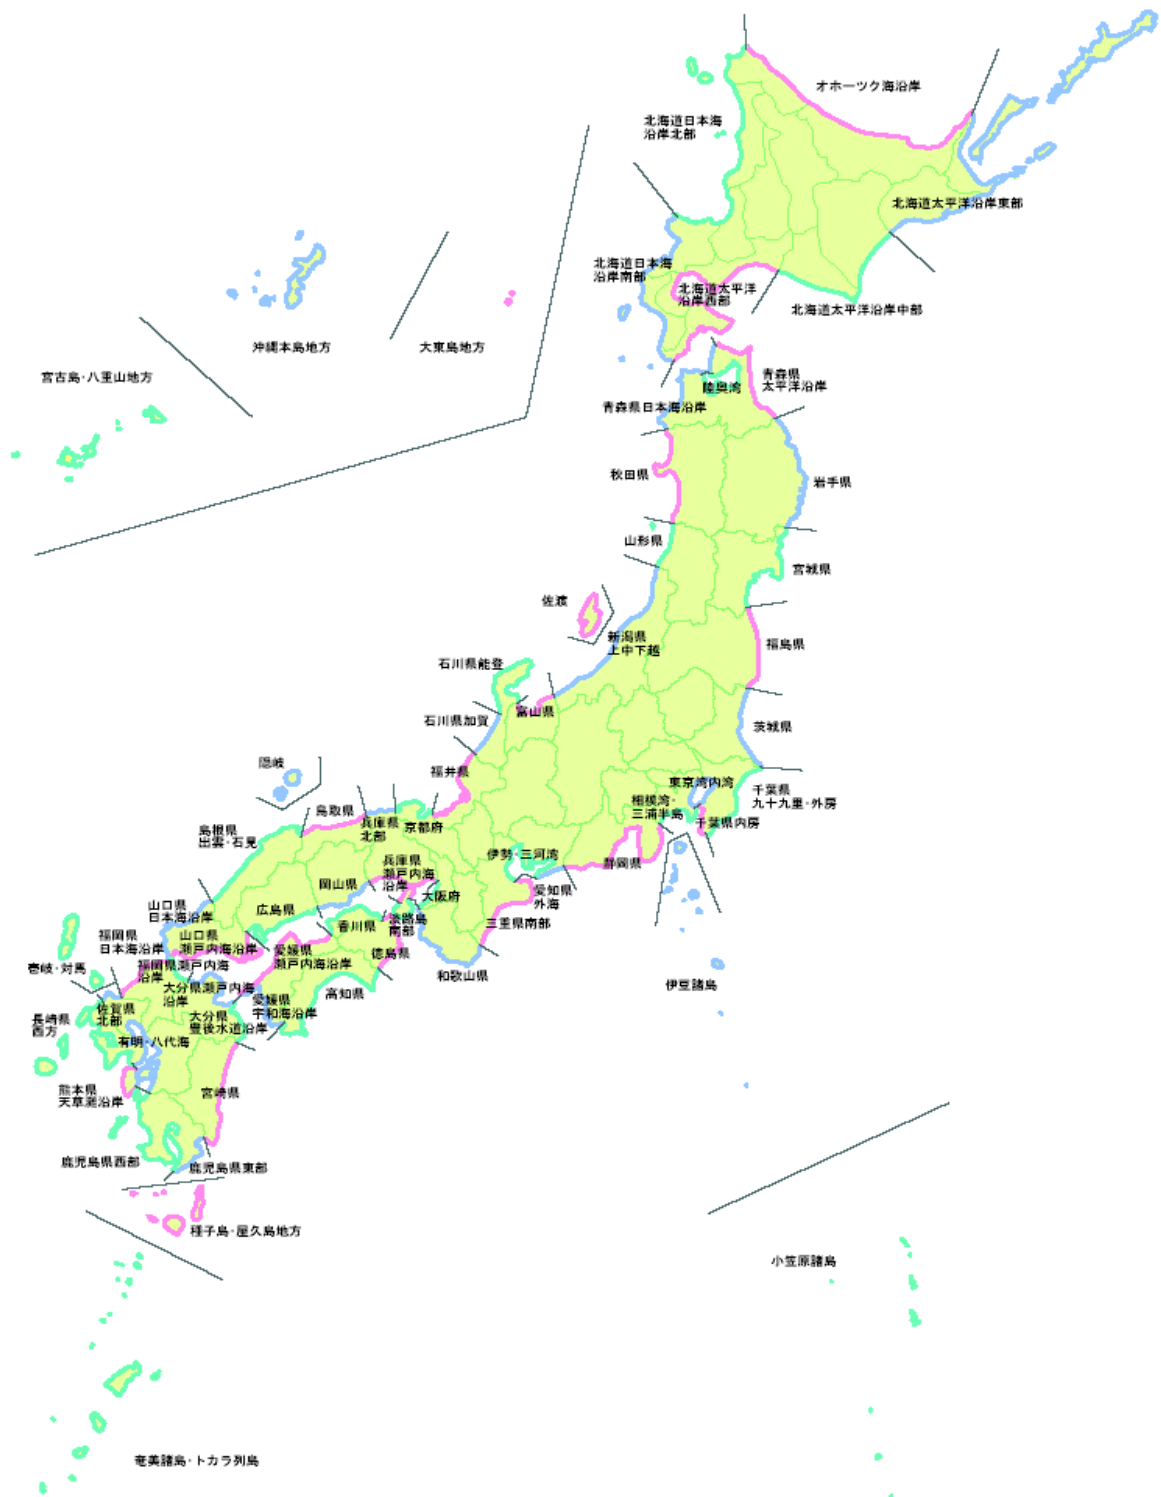 オホーツク海沿岸
北海道日本海
沿岸北部
北海道太平洋沿岸東部
北海道日本海
沿岸南部
北海道太平洋
沿岸西部
北海道太平洋沿岸中部
沖縄本島地方
大東島地方
宮古島・八重山地方
陸奥湾
青森県
太平洋沿岸
青森県日本海沿岸
秋田県
岩手県
山形県
宮城県
佐渡
新潟県
上中下越
福島県
石川県能登
富山県
石川県加賀
茨城県
隠岐
福井県
東京湾内湾
千葉県
九十九里・外房
相模湾・
三浦半島
千葉県内房
鳥取県
兵庫県
北部
京都府
島根県
出雲・石見
伊勢・三河湾
静岡県
兵庫県
瀬戸内海
沿岸
岡山県
大阪府
愛知県
外海
山口県
日本海沿岸
広島県
淡路島
南部
三重県南部
香川県
福岡県
日本海沿岸
山口県
瀬戸内海沿岸
愛媛県
瀬戸内海沿岸
徳島県
和歌山県
壱岐・対馬
福岡県瀬戸内海
沿岸
大分県瀬戸内海
沿岸
高知県
伊豆諸島
愛媛県
宇和海沿岸
佐賀県
北部
長崎県
西方
大分県
豊後水道沿岸
有明・八代海
熊本県
天草灘沿岸
宮崎県
鹿児島県西部
鹿児島県東部
種子島・屋久島地方
小笠原諸島
奄美諸島・トカラ列島